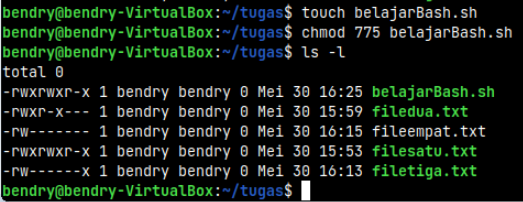 bendry@bendry-VirtualBox:~/tugas$ touch belajarBash.sh
bendry@bendry-VirtualBox:~/tugas$ chmod 775 belajarBash.sh
bendry@bendry-VirtualBox:~/tugas$ ls -l
total 0
-rwxrwxr-x 1 bendry bendry 0 Mei 30 16:25 belajarBash.sh
-rwxr-x--- 1 bendry bendry 0 Mei 30 15:59 filedua.txt
-rw------- 1 bendry bendry 0 Mei 30 16:15 fileempat.txt
-rwxrwxr-x 1 bendry bendry 0 Mei 30 15:53 filesatu.txt
-rw------x 1 bendry bendry 0 Mei 30 16:13 filetiga.txt
bendry@bendry-VirtualBox:~/tugas$